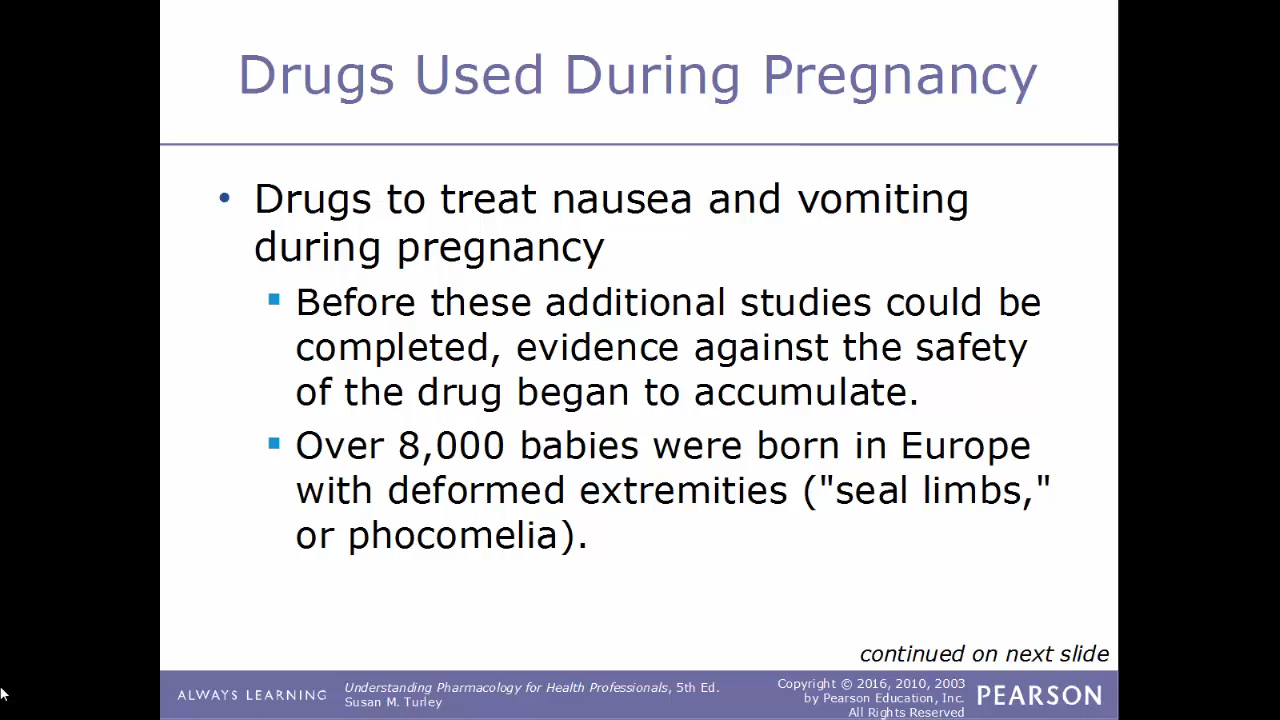 Drugs Used During Pregnancy
• Drugs to treat nausea and vomiting
during pregnancy
▪ Before these additional studies could be
completed, evidence against the safety
of the drug began to accumulate.
▪ Over 8,000 babies were born in Europe
with deformed extremities ("seal limbs,"
or phocomelia).
continued on next slide
ALWAYS LEARNING
Understanding Pharmacology for Health Professionals, 5th Ed.
Susan M. Turley
Copyright © 2016, 2010, 2003
by Pearson Education, Inc.
All Rights Reserved
PEARSON